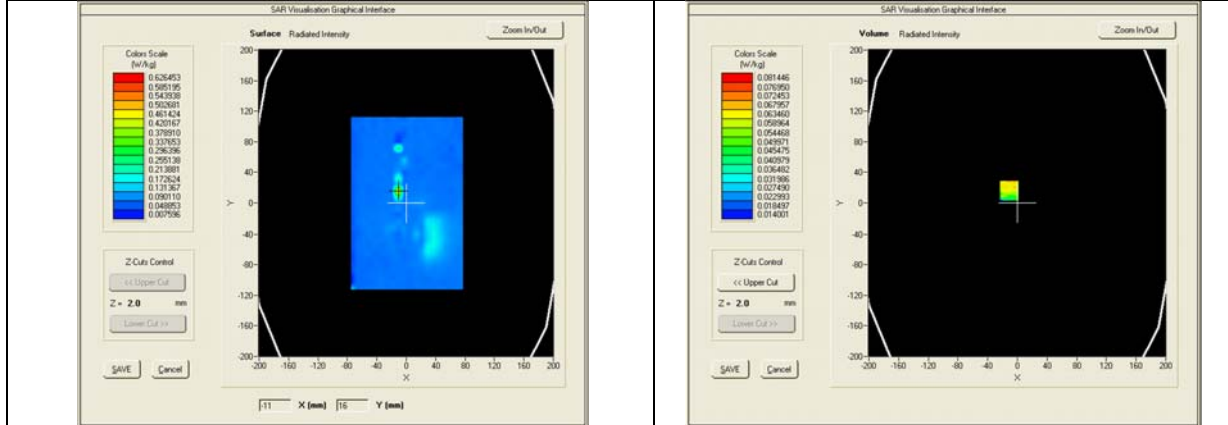 SAR Visualisation Graphical Interface
Surface Radiated Intensity
Zoom In/Out
Colors Scale
(W/kg)
0.626453
0.585195
0.543938
0.502681
0.461424
0.420167
0.378910
0.337653
0.296396
0.255138
0.213881
0.172624
0.131367
0.090110
0.048853
0.007596
Z-Cuts Control
<< Upper Cut
Z = 2.0 mm
Lower Cut >>
SAVE Cancel
200
160
120
80
40
0
-40
-80
-120
-160
-200
Y
-200 -160 -120 -80 -40 0 40 80 120 160 200
X
-11 X (mm) 16 Y (mm)
SAR Visualisation Graphical Interface
Volume Radiated Intensity
Zoom In/Out
Colors Scale
(W/kg)
0.081446
0.076950
0.072453
0.067957
0.063460
0.058964
0.054468
0.049971
0.045475
0.040979
0.036482
0.031986
0.027490
0.022993
0.018497
0.014001
Z-Cuts Control
<< Upper Cut
Z = 2.0 mm
Lower Cut >>
SAVE Cancel
200
160
120
80
40
0
-40
-80
-120
-160
-200
Y
-200 -160 -120 -80 -40 0 40 80 120 160 200
X